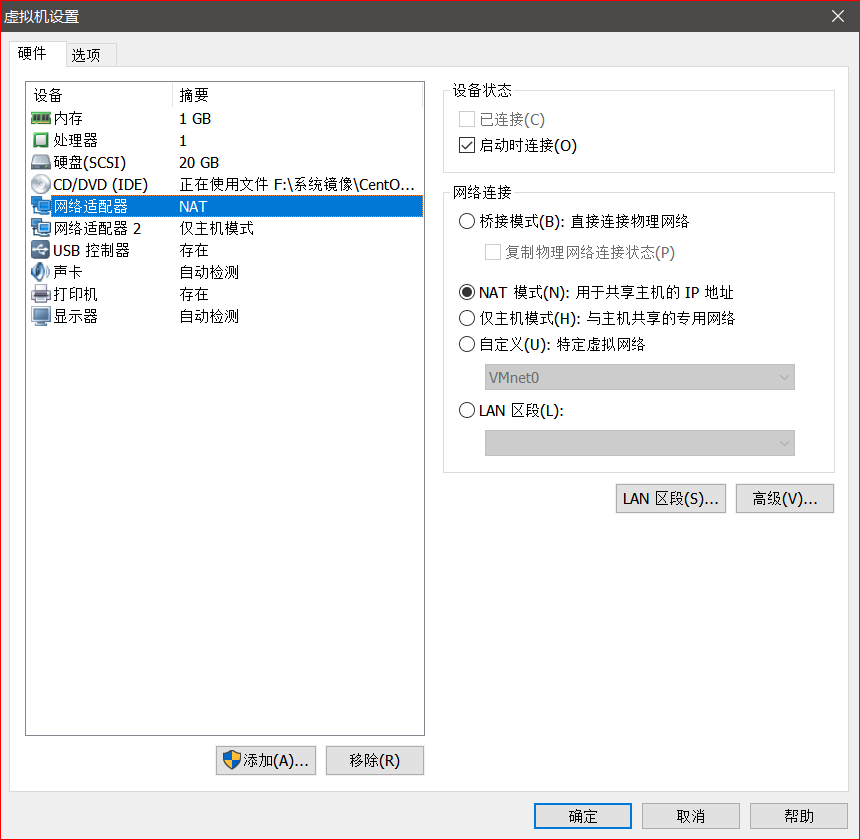 虚拟机设置
硬件 选项
设备 摘要
内存 1 GB
处理器 1
硬盘(SCSI) 20 GB
CD/DVD (IDE) 正在使用文件 F:\系统镜像\CentO...
网络适配器 NAT
网络适配器 2 仅主机模式
USB 控制器 存在
声卡 自动检测
打印机 存在
显示器 自动检测
添加(A)... 移除(R)
设备状态
已连接(C)
启动时连接(O)
网络连接
桥接模式(B): 直接连接物理网络
复制物理网络连接状态(P)
NAT 模式(N): 用于共享主机的 IP 地址
仅主机模式(H): 与主机共享的专用网络
自定义(U): 特定虚拟网络
VMnet0
LAN 区段(L):
LAN 区段(S)... 高级(V)...
确定 取消 帮助